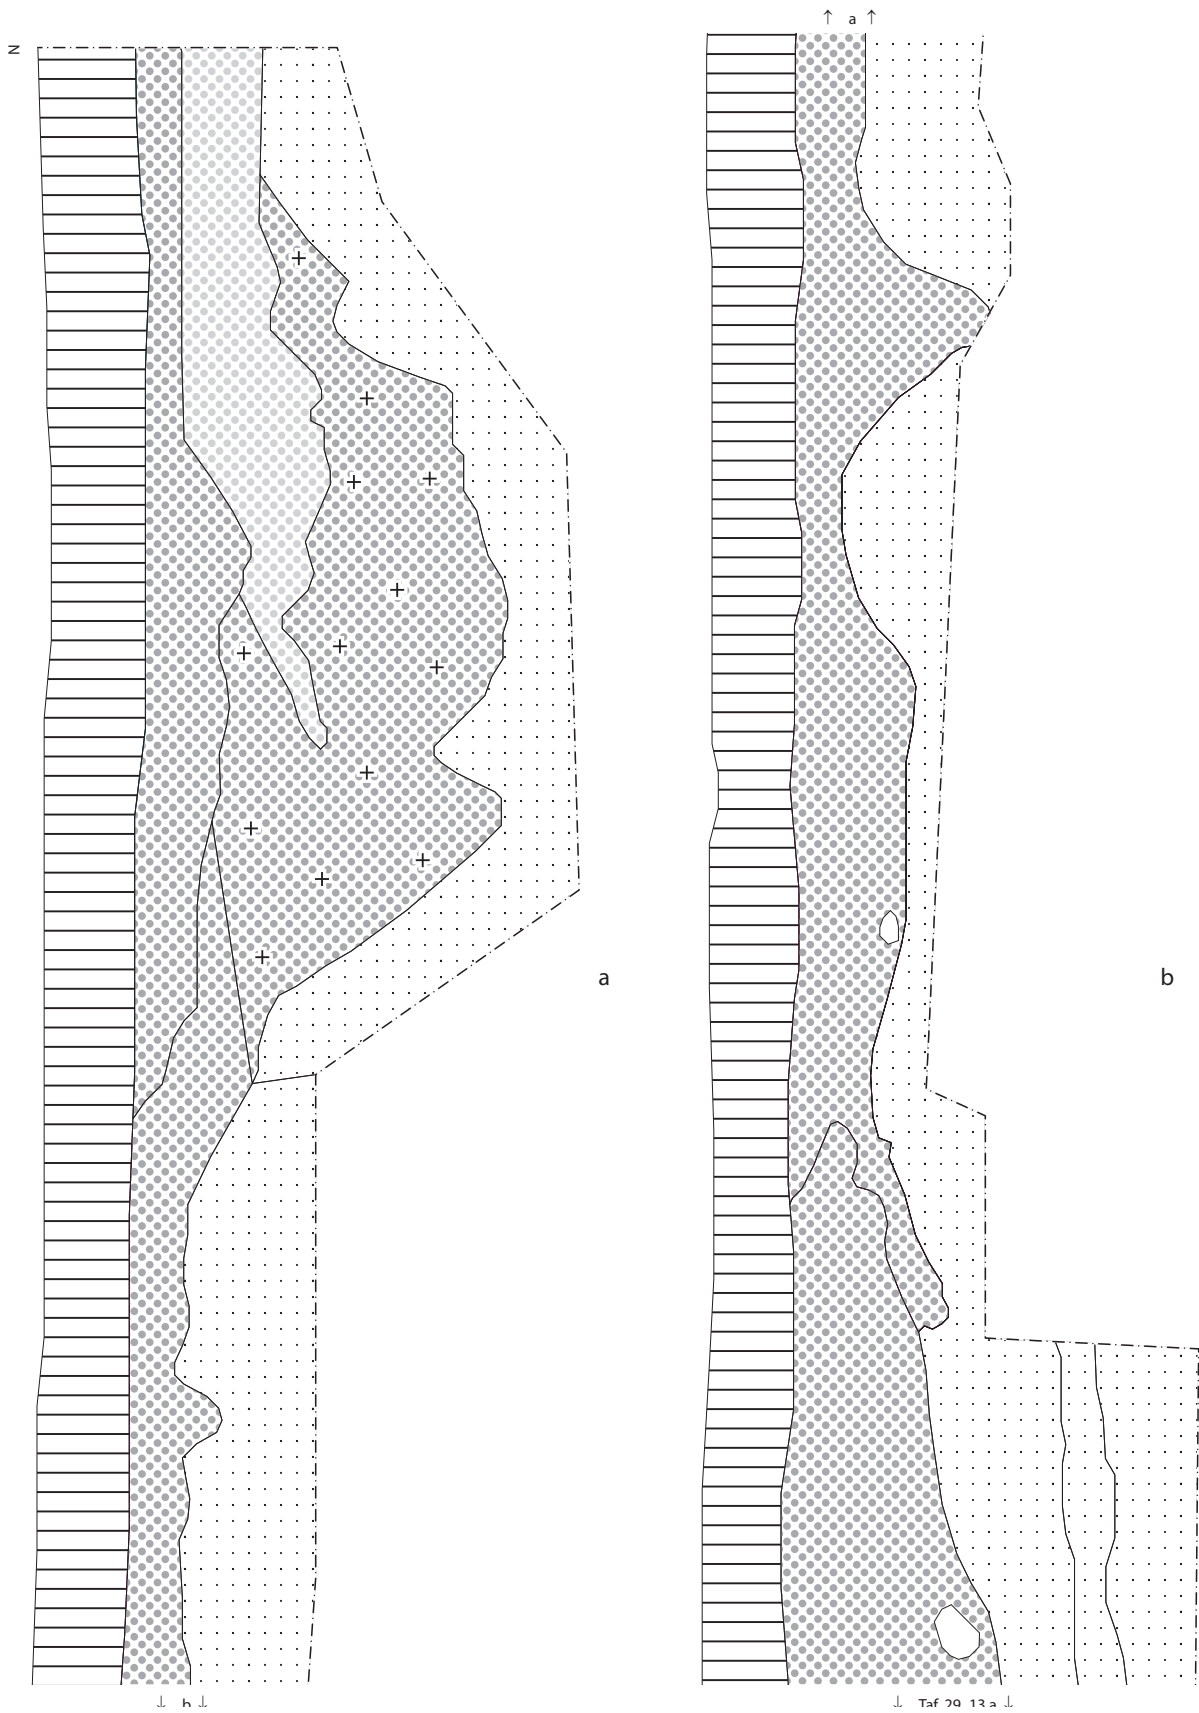 ↑ a ↑
N
a
b
↓ b ↓
↓ Taf. 29, 13 a ↓